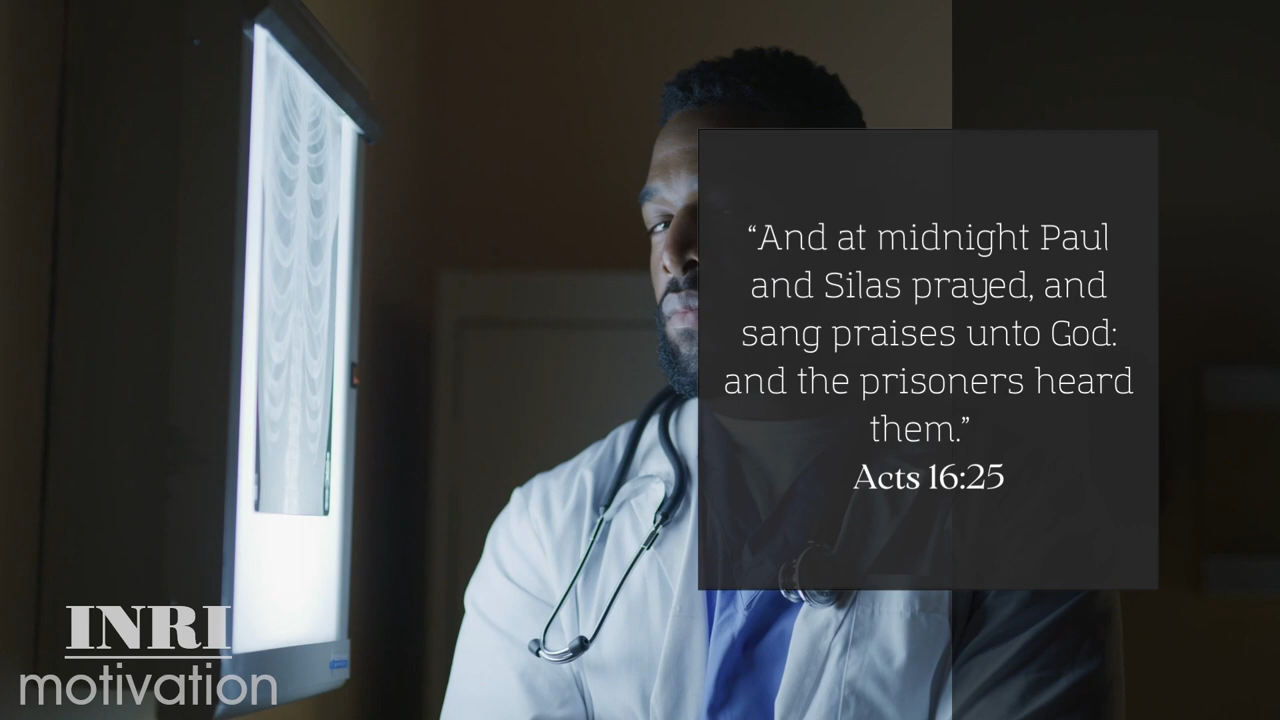 “And at midnight Paul
and Silas prayed, and
sang praises unto God:
and the prisoners heard
them.”
Acts 16:25
INRI
motivation